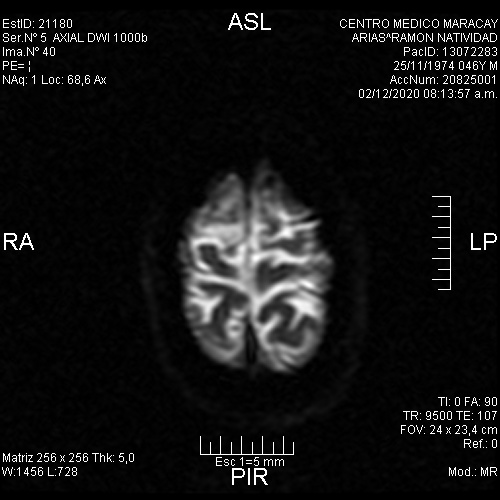 EstID: 21180
Ser.Nº 5 AXIAL DWI 1000b
Ima.Nº 40
PE= ¦
NAq: 1 Loc: 68,6 Ax
ASL
CENTRO MEDICO MARACAY
ARIAS^RAMON NATIVIDAD
PacID: 13072283
25/11/1974 046Y M
AccNum: 20825001
02/12/2020 08:13:57 a.m.
RA
LP
Matriz 256 x 256 Thk: 5,0
W:1456 L:728
Esc 1=5 mm
PIR
TI: 0 FA: 90
TR: 9500 TE: 107
FOV: 24 x 23,4 cm
Ref.: 0
Mod.: MR